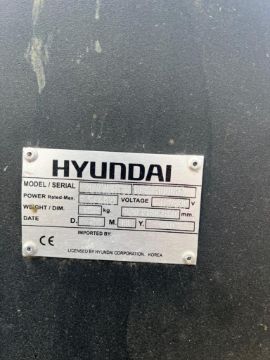 HYUNDAI
MODEL / SERIAL
POWER Rated-Max. VOLTAGE V
WEIGHT / DIM. kg. mm.
DATE D. M. Y.
IMPORTED BY:
CE
LICENSED BY HYUNDAI CORPORATION, KOREA